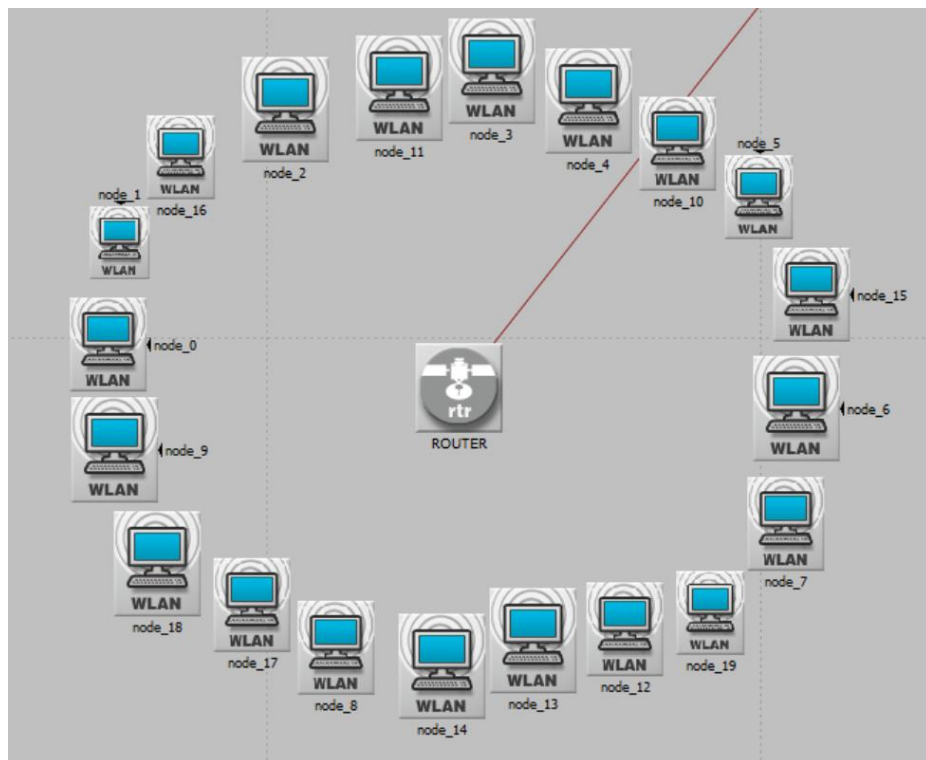 WLAN
node_3
WLAN
node_11
WLAN
node_4
WLAN
node_2
WLAN
node_10
node_5
WLAN
WLAN
node_16
node_1
WLAN
WLAN
node_15
WLAN
node_0
rtr
ROUTER
WLAN
node_6
WLAN
node_9
WLAN
node_7
WLAN
node_18
WLAN
node_17
WLAN
node_8
WLAN
node_14
WLAN
node_13
WLAN
node_12
WLAN
node_19